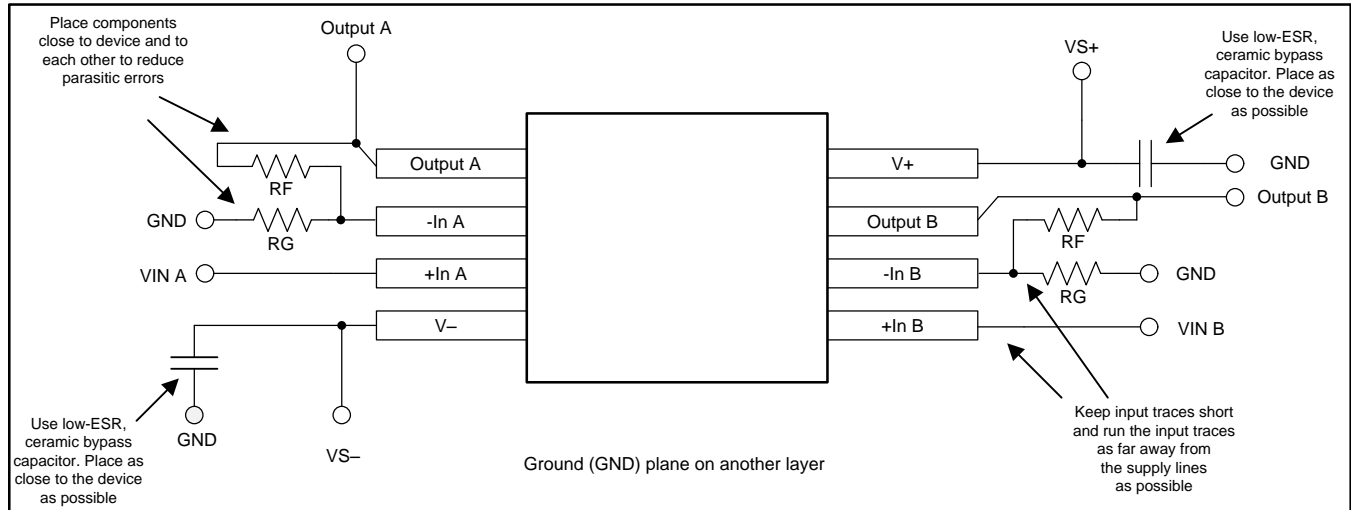 Place components
close to device and to
each other to reduce
parasitic errors
Output A
VS+
Use low-ESR,
ceramic bypass
capacitor. Place as
close to the device
as possible
Output A
V+
GND
RF
Output B
GND
-In A
Output B
RG
RF
VIN A
+In A
-In B
GND
RG
V–
+In B
VIN B
Use low-ESR,
ceramic bypass
capacitor. Place as
close to the device
as possible
GND
VS–
Ground (GND) plane on another layer
Keep input traces short
and run the input traces
as far away from
the supply lines
as possible